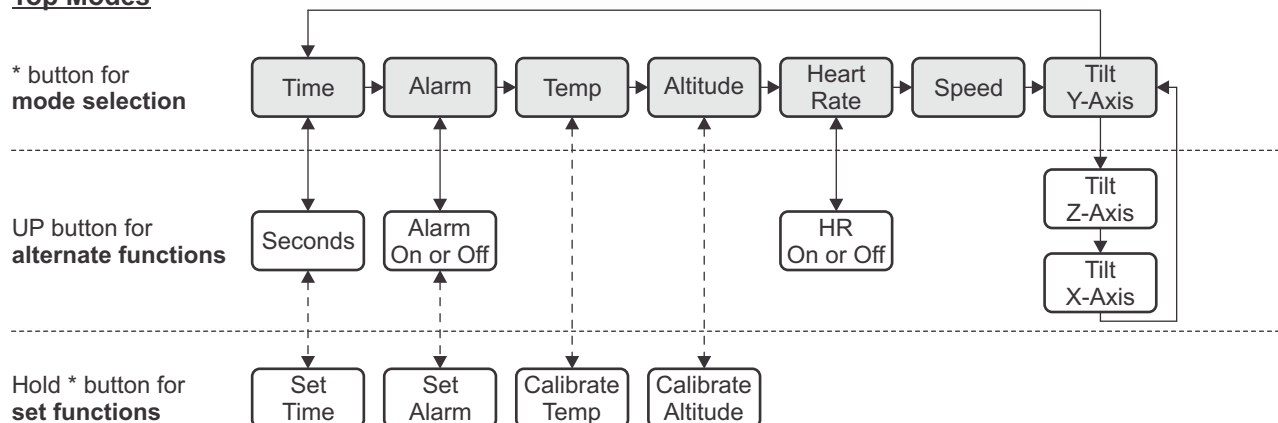 Top Modes
* button for
mode selection
Time
Alarm
Temp
Altitude
Heart
Rate
Speed
Tilt
Y-Axis
Tilt
Z-Axis
UP button for
alternate functions
Seconds
Alarm
On or Off
HR
On or Off
Tilt
X-Axis
Hold * button for
set functions
Set
Time
Set
Alarm
Calibrate
Temp
Calibrate
Altitude